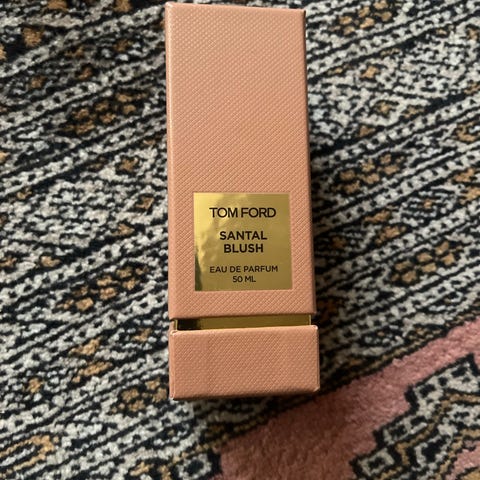 TOM FORD
SANTAL
BLUSH
EAU DE PARFUM
50 ML